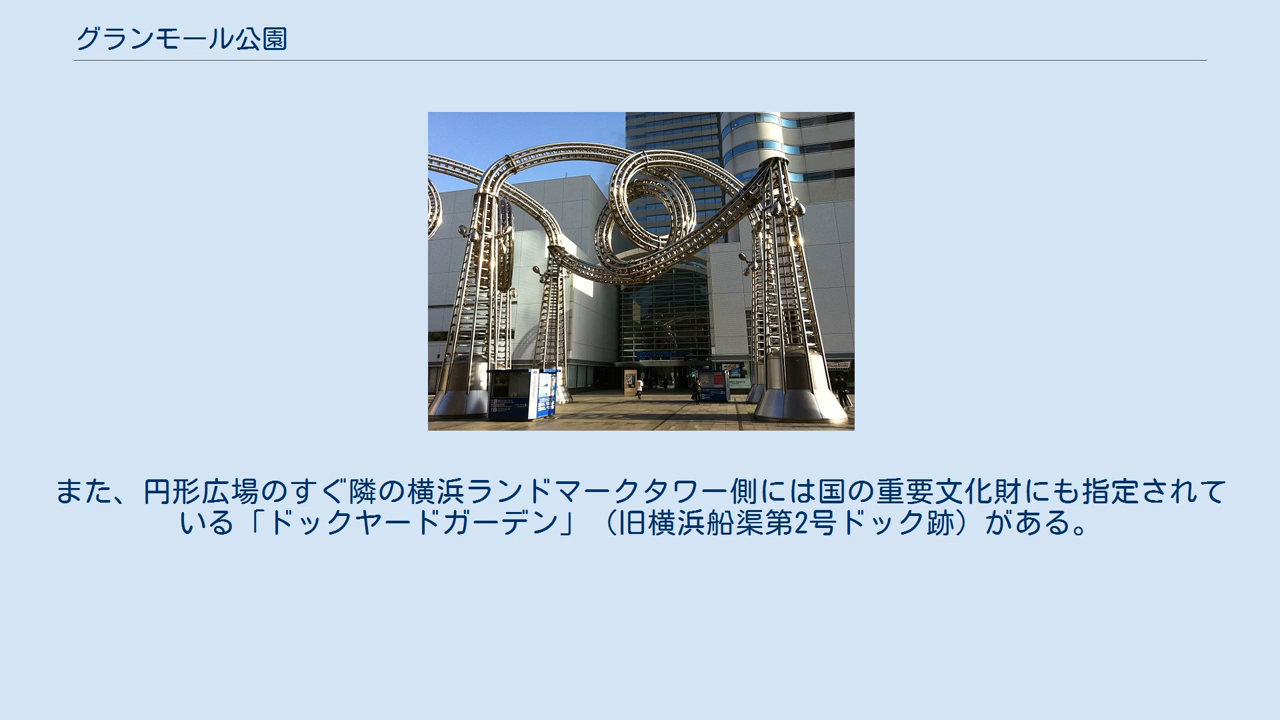 グランモール公園
また、円形広場のすぐ隣の横浜ランドマークタワー側には国の重要文化財にも指定されて
いる「ドックヤードガーデン」（旧横浜船渠第2号ドック跡）がある。